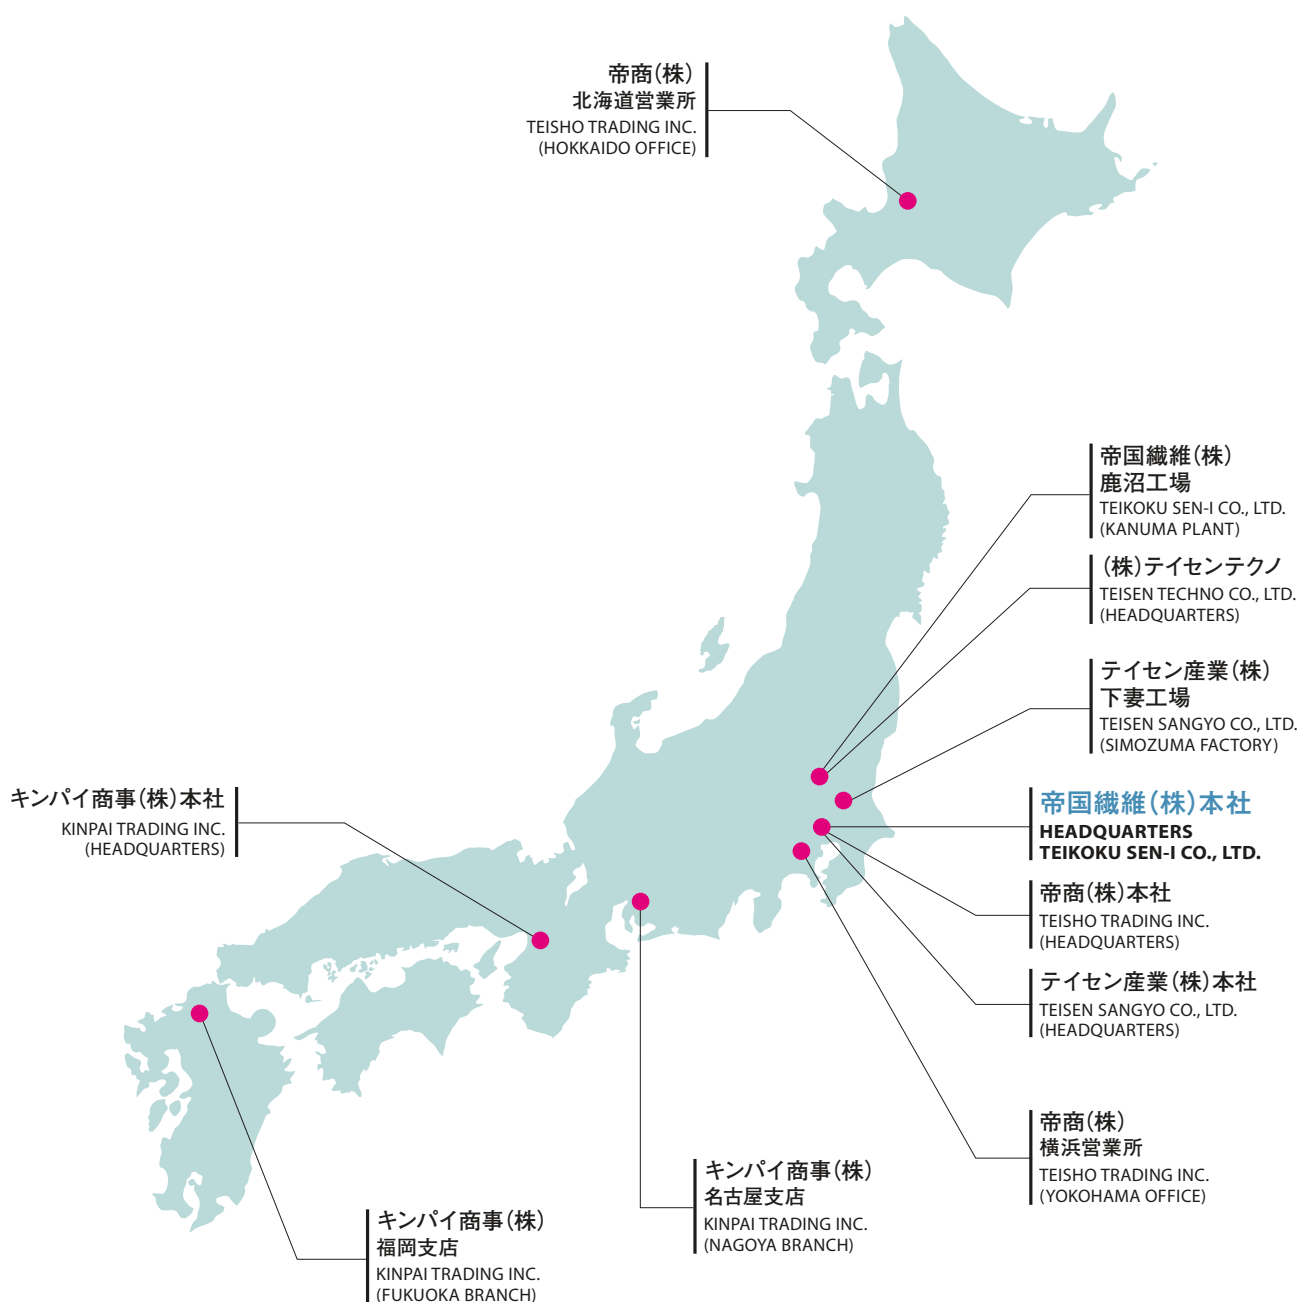 帝商(株)
北海道営業所
TEISHO TRADING INC.
(HOKKAIDO OFFICE)
帝国繊維(株)
鹿沼工場
TEIKOKU SEN-I CO., LTD.
(KANUMA PLANT)
(株)テイセンテクノ
TEISEN TECHNO CO., LTD.
(HEADQUARTERS)
テイセン産業(株)
下妻工場
TEISEN SANGYO CO., LTD.
(SIMOZUMA FACTORY)
キンパイ商事(株)本社
KINPAI TRADING INC.
(HEADQUARTERS)
帝国繊維(株)本社
HEADQUARTERS
TEIKOKU SEN-I CO., LTD.
帝商(株)本社
TEISHO TRADING INC.
(HEADQUARTERS)
テイセン産業(株)本社
TEISEN SANGYO CO., LTD.
(HEADQUARTERS)
帝商(株)
横浜営業所
TEISHO TRADING INC.
(YOKOHAMA OFFICE)
キンパイ商事(株)
名古屋支店
KINPAI TRADING INC.
(NAGOYA BRANCH)
キンパイ商事(株)
福岡支店
KINPAI TRADING INC.
(FUKUOKA BRANCH)